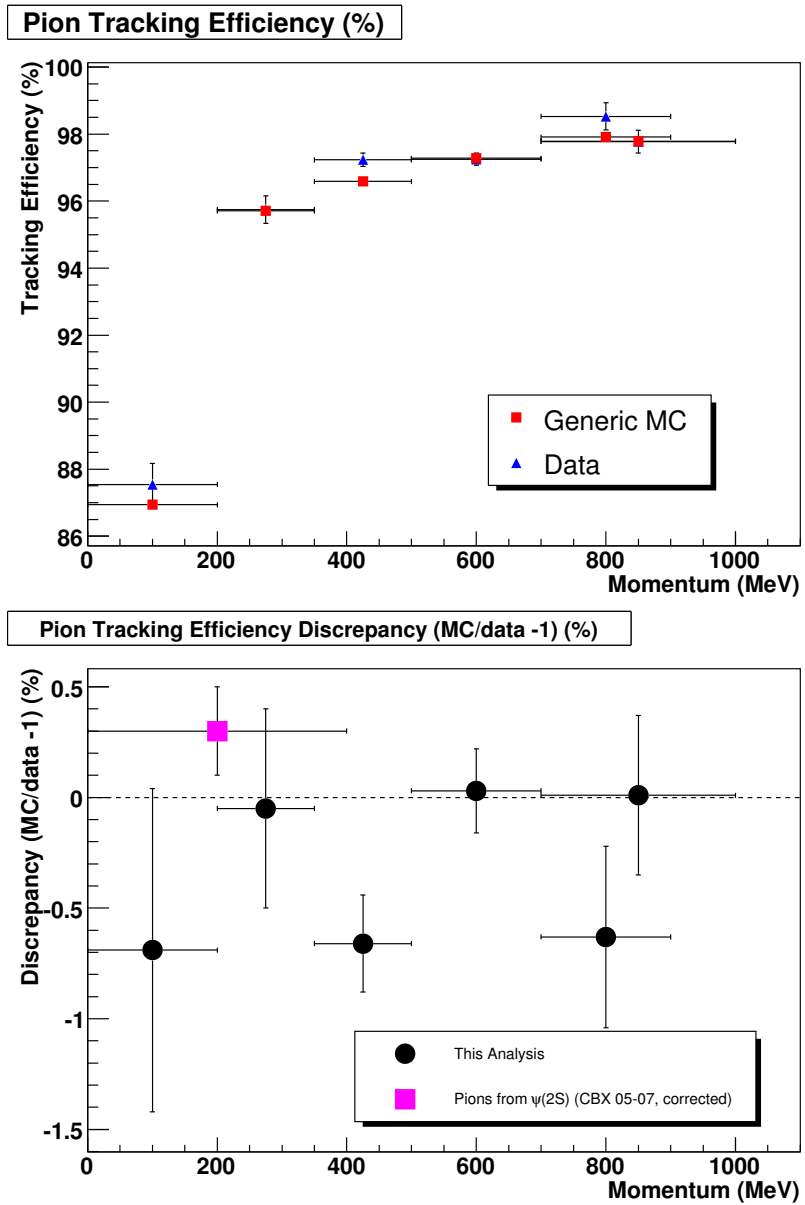 Pion Tracking Efficiency (%)
Tracking Efficiency (%)
100
98
96
94
92
90
88
86
Generic MC
Data
0
200
400
600
800
1000
Momentum (MeV)
Pion Tracking Efficiency Discrepancy (MC/data -1) (%)
Discrepancy (MC/data -1) (%)
0.5
0
-0.5
-1
-1.5
This Analysis
Pions from ψ(2S) (CBX 05-07, corrected)
0
200
400
600
800
1000
Momentum (MeV)